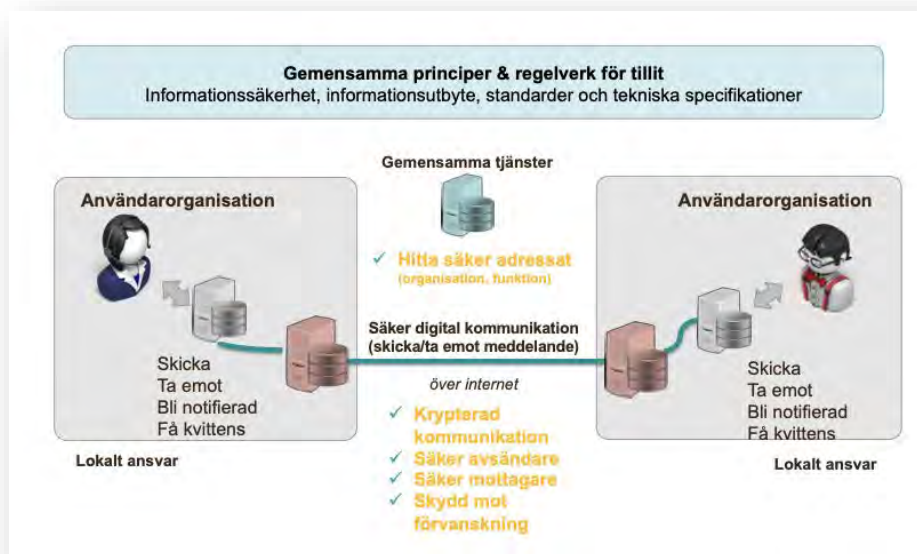 Gemensamma principer & regelverk för tillit
Informationssäkerhet, informationsutbyte, standarder och tekniska specifikationer
Gemensamma tjänster
Användarorganisation
Användarorganisation
✓ Hitta säker adressat
(organisation, funktion)
Säker digital kommunikation
(skicka/ta emot meddelande)
över internet
Skicka
Ta emot
Bli notifierad
Få kvittens
Skicka
Ta emot
Bli notifierad
Få kvittens
✓ Krypterad
kommunikation
✓ Säker avsändare
✓ Säker mottagare
✓ Skydd mot
förvanskning
Lokalt ansvar
Lokalt ansvar